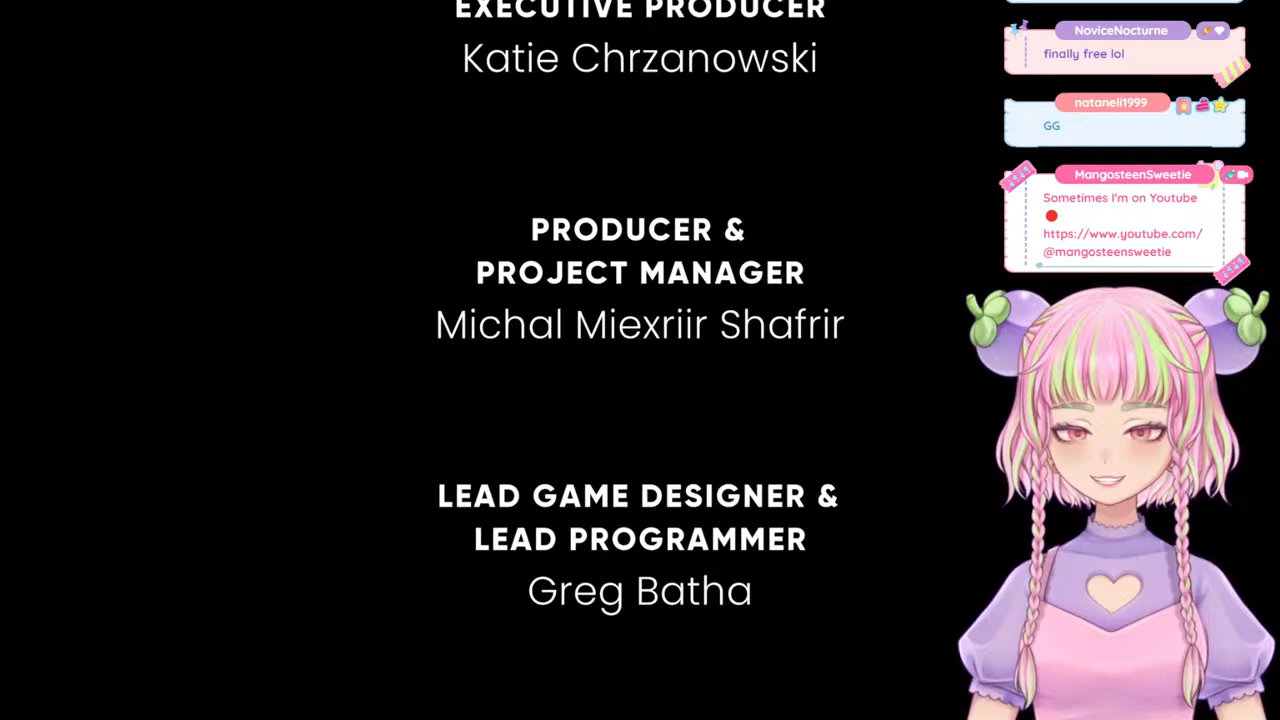 EXECUTIVE PRODUCER
Katie Chrzanowski
PRODUCER &
PROJECT MANAGER
Michal Miexriir Shafrir
LEAD GAME DESIGNER &
LEAD PROGRAMMER
Greg Batha
NoviceNocturne
finally free lol
nataneli1999
GG
MangosteenSweetie
Sometimes I'm on Youtube
https://www.youtube.com/
@mangosteensweetie